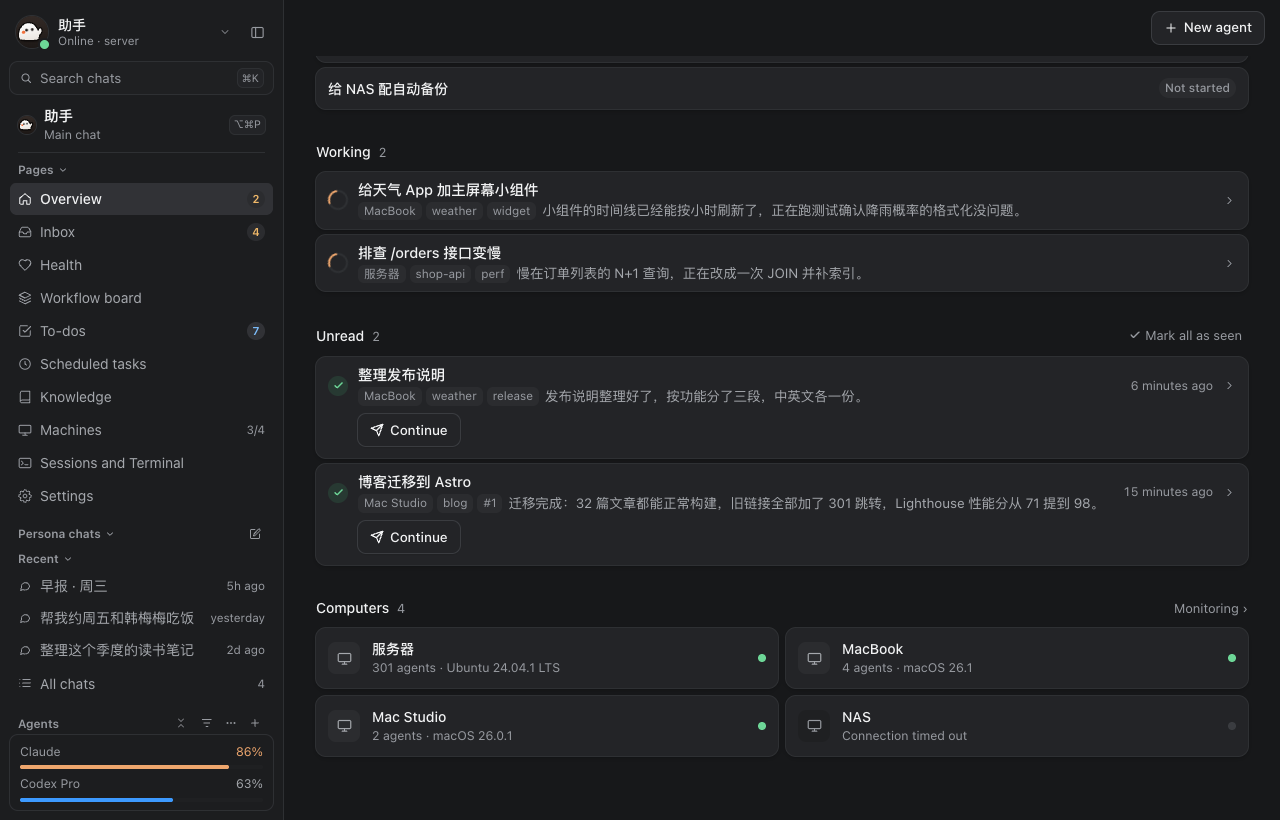 助手
Online · server
Search chats
⌘K
助手
Main chat
⌥⌘P
Pages
Overview
2
Inbox
4
Health
Workflow board
To-dos
7
Scheduled tasks
Knowledge
Machines
3/4
Sessions and Terminal
Settings
Persona chats
Recent
早报 · 周三
5h ago
帮我约周五和韩梅梅吃饭
yesterday
整理这个季度的读书笔记
2d ago
All chats
4
Agents
Claude
86%
Codex Pro
63%
New agent
给 NAS 配自动备份
Not started
Working 2
给天气 App 加主屏幕小组件
MacBook weather widget 小组件的时间线已经能按小时刷新了，正在跑测试确认降雨概率的格式化没问题。
排查 /orders 接口变慢
服务器 shop-api perf 慢在订单列表的 N+1 查询，正在改成一次 JOIN 并补索引。
Unread 2
Mark all as seen
整理发布说明
MacBook weather release 发布说明整理好了，按功能分了三段，中英文各一份。
6 minutes ago
Continue
博客迁移到 Astro
Mac Studio blog #1 迁移完成：32 篇文章都能正常构建，旧链接全部加了 301 跳转，Lighthouse 性能分从 71 提到 98。
15 minutes ago
Continue
Computers 4
Monitoring ›
服务器
301 agents · Ubuntu 24.04.1 LTS
MacBook
4 agents · macOS 26.1
Mac Studio
2 agents · macOS 26.0.1
NAS
Connection timed out